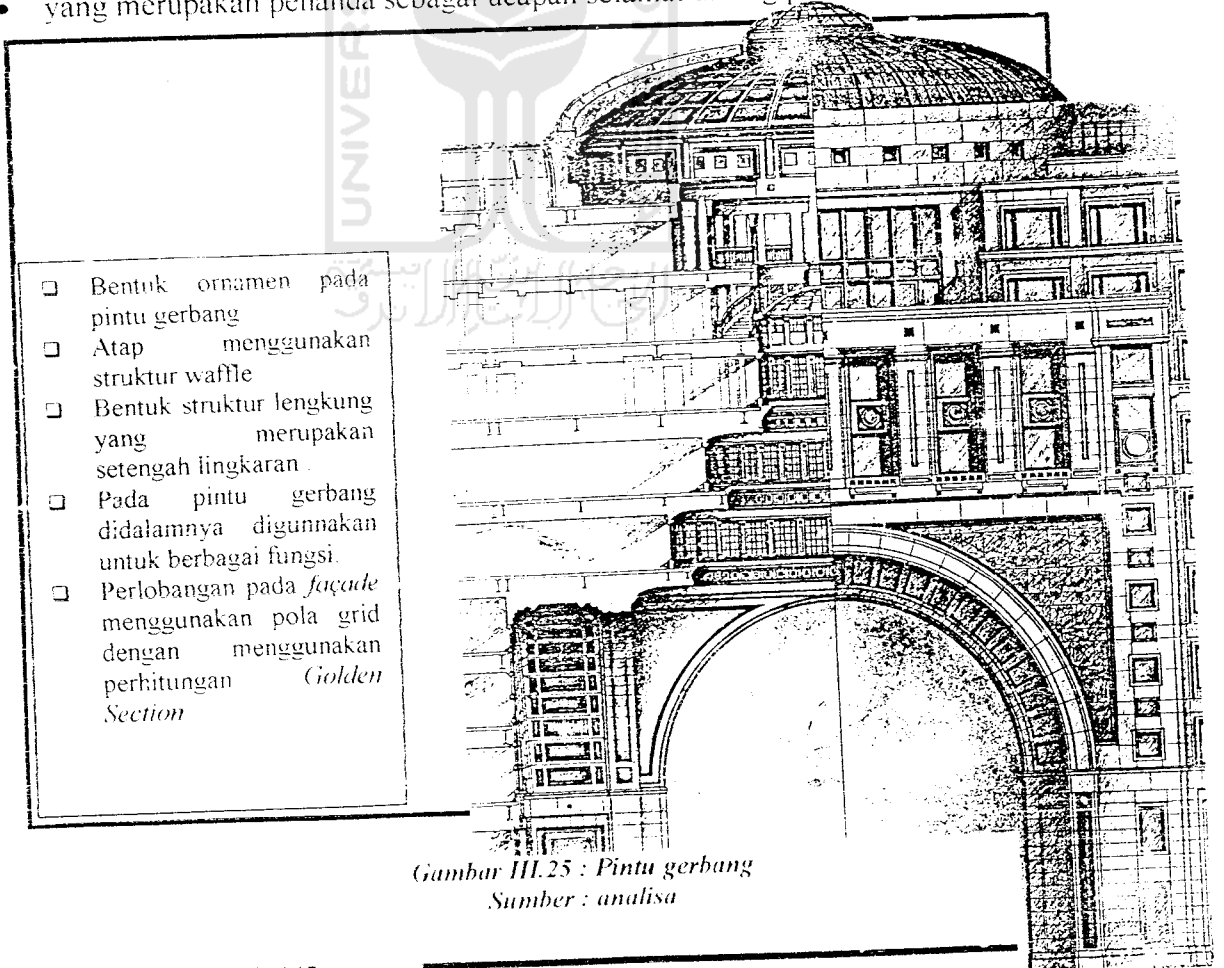 yang merupakan penanda sebagai ucapan selamat
UNIVER
Bentuk ornamen pada
pintu gerbang
Atap menggunakan
struktur waffle
Bentuk struktur lengkung
yang merupakan
setengah lingkaran .
Pada pintu gerbang
didalamnya digunnakan
untuk berbagai fungsi.
Perlobangan pada façade
menggunakan pola grid
dengan menggunakan
perhitungan Golden
Section
Gambar III.25 : Pintu gerbang
Sumber : analisa